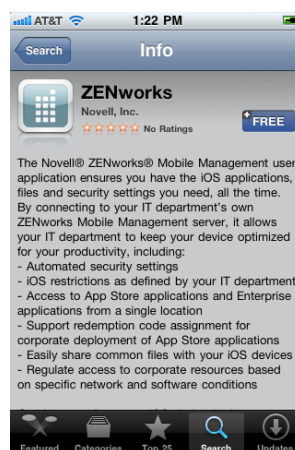 AT&T 1:22 PM
Search Info
ZENworks
Novell, Inc.
No Ratings
FREE
The Novell® ZENworks® Mobile Management user
application ensures you have the iOS applications,
files and security settings you need, all the time.
By connecting to your IT department's own
ZENworks Mobile Management server, it allows
your IT department to keep your device optimized
for your productivity, including:
- Automated security settings
- iOS restrictions as defined by your IT department
- Access to App Store applications and Enterprise
applications from a single location
- Support redemption code assignment for
corporate deployment of App Store applications
- Easily share common files with your iOS devices
- Regulate access to corporate resources based
on specific network and software conditions
Featured Categories Top 25 Search Updates